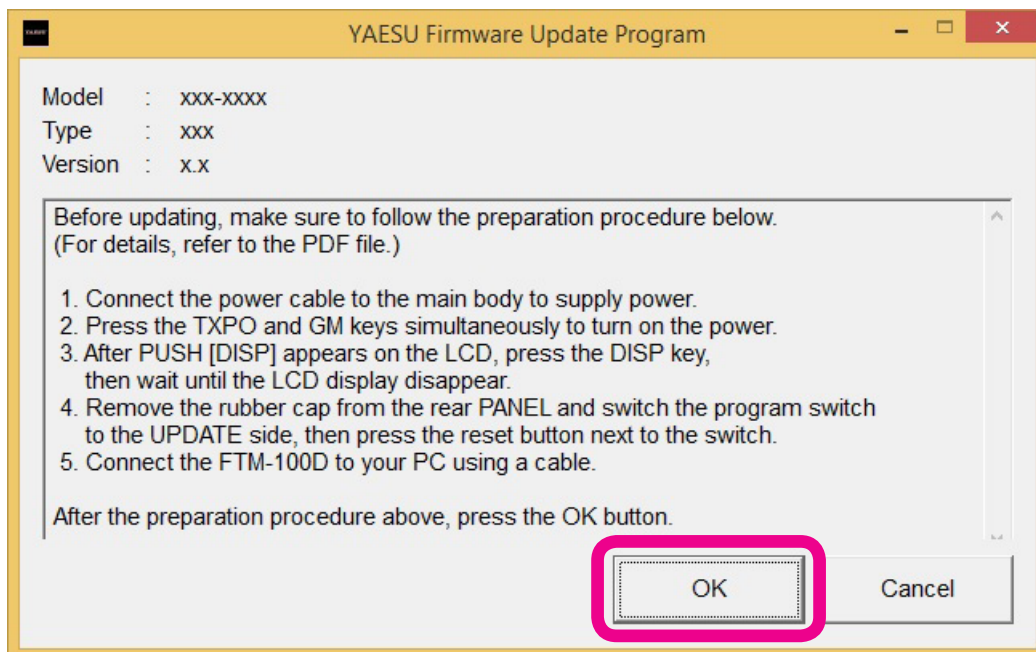 YAESU Firmware Update Program
Model : xxx-xxxx
Type : xxx
Version : x.x
Before updating, make sure to follow the preparation procedure below.
(For details, refer to the PDF file.)
1. Connect the power cable to the main body to supply power.
2. Press the TXPO and GM keys simultaneously to turn on the power.
3. After PUSH [DISP] appears on the LCD, press the DISP key,
then wait until the LCD display disappear.
4. Remove the rubber cap from the rear PANEL and switch the program switch
to the UPDATE side, then press the reset button next to the switch.
5. Connect the FTM-100D to your PC using a cable.
After the preparation procedure above, press the OK button.
OK Cancel